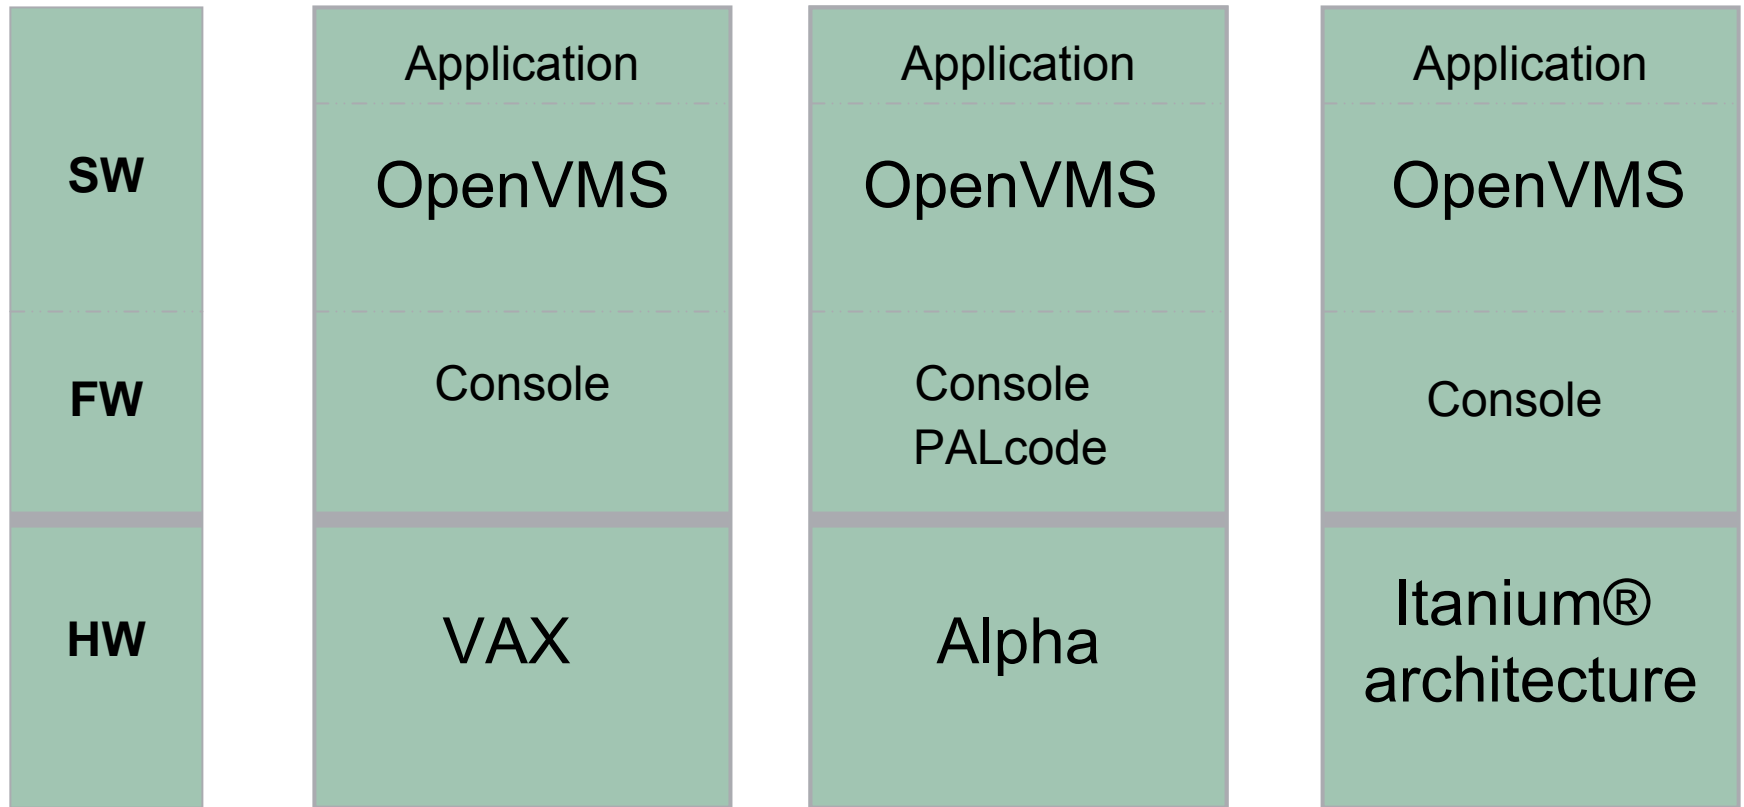 SW
FW
HW
Application
OpenVMS
Console
VAX
Application
OpenVMS
Console
PALcode
Alpha
Application
OpenVMS
Console
Itanium®
architecture